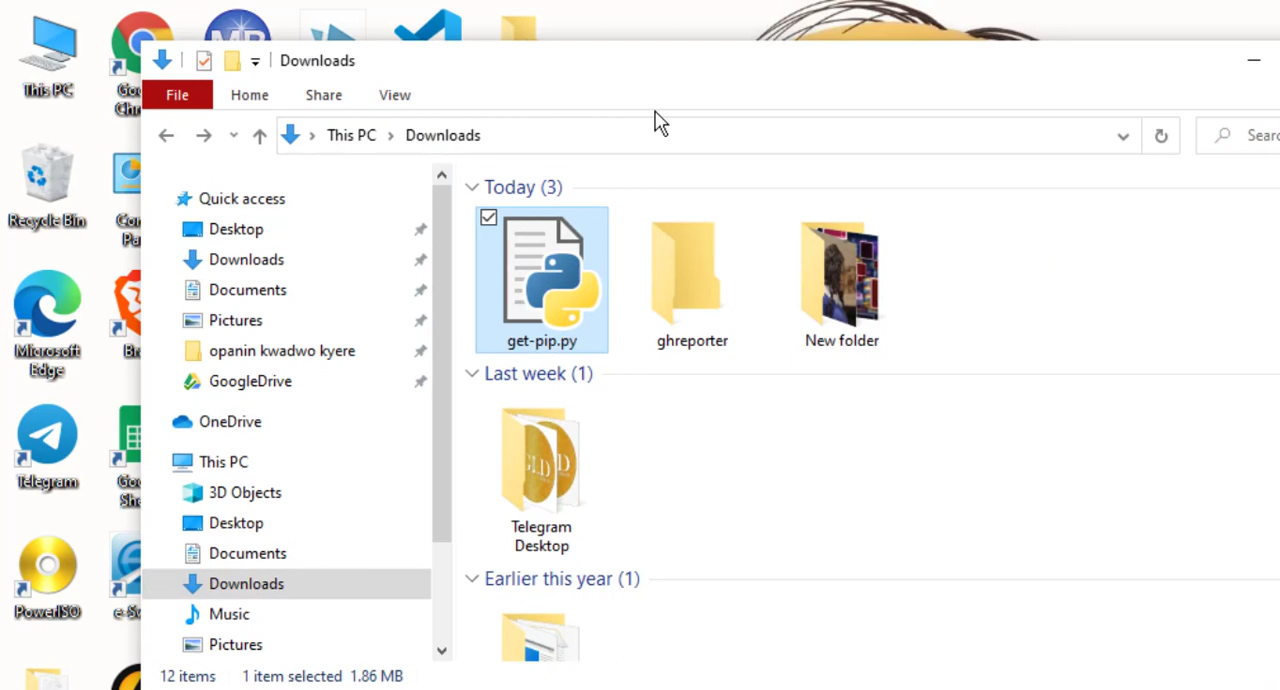 This PC
Recycle Bin
Microsoft
Edge
Telegram
PowerISO
Downloads
File
Home
Share
View
This PC
Downloads
Quick access
Desktop
Downloads
Documents
Pictures
opanin kwadwo kyere
GoogleDrive
OneDrive
This PC
3D Objects
Desktop
Documents
Downloads
Music
Pictures
Today (3)
get-pip.py
ghreporter
New folder
Last week (1)
Telegram
Desktop
Earlier this year (1)
12 items
1 item selected 1.86 MB